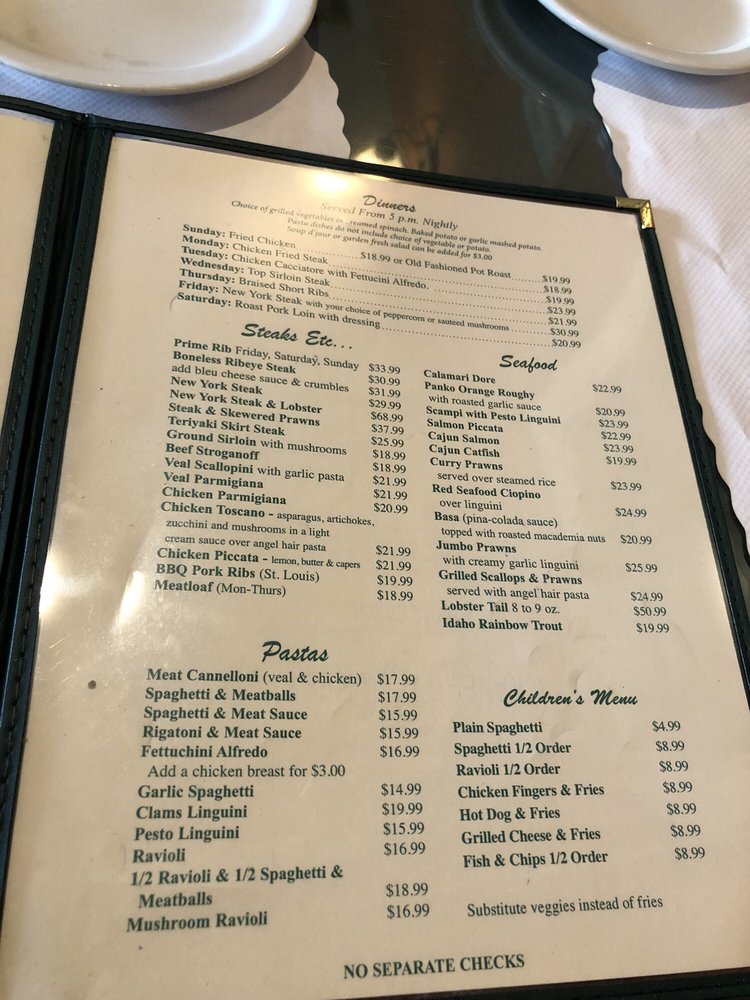 Dinners
Served From 5 p.m. Nightly
Choice of grilled vegetables or creamed spinach. Baked potato or garlic mashed potato.
Pasta dishes do not include choice of vegetable or potato.
Soup d'jour or garden fresh salad can be added for $3.00
Sunday: Fried Chicken ..................$18.99 or Old Fashioned Pot Roast........$19.99
Monday: Chicken Fried Steak ........ $18.99
Tuesday: Chicken Cacciatore with Fettucini Alfredo........ $19.99
Wednesday: Top Sirloin Steak ........ $23.99
Thursday: Braised Short Ribs........ $21.99
Friday: New York Steak with your choice of peppercorn or sauteed mushrooms ........ $30.99
Saturday: Roast Pork Loin with dressing ........ $20.99
Steaks Etc...
Prime Rib Friday, Saturday, Sunday $33.99
Boneless Ribeye Steak $30.99
add bleu cheese sauce & crumbles $31.99
New York Steak $29.99
New York Steak & Lobster $68.99
Steak & Skewered Prawns $37.99
Teriyaki Skirt Steak $25.99
Ground Sirloin with mushrooms $18.99
Beef Stroganoff $18.99
Veal Scallopini with garlic pasta $21.99
Veal Parmigiana $21.99
Chicken Parmigiana $20.99
Chicken Toscano - asparagus, artichokes,
zucchini and mushrooms in a light
cream sauce over angel hair pasta $21.99
Chicken Piccata - lemon, butter & capers $21.99
BBQ Pork Ribs (St. Louis) $19.99
Meatloaf (Mon-Thurs) $18.99
Seafood
Calamari Dore $22.99
Panko Orange Roughy
with roasted garlic sauce $20.99
Scampi with Pesto Linguini $23.99
Salmon Piccata $22.99
Cajun Salmon $23.99
Cajun Catfish $19.99
Curry Prawns
served over steamed rice $23.99
Red Seafood Ciopino
over linguini $24.99
Basa (pina-colada sauce)
topped with roasted macademia nuts $20.99
Jumbo Prawns
with creamy garlic linguini $25.99
Grilled Scallops & Prawns
served with angel hair pasta $24.99
Lobster Tail 8 to 9 oz. $50.99
Idaho Rainbow Trout $19.99
Pastas
Meat Cannelloni (veal & chicken) $17.99
Spaghetti & Meatballs $17.99
Spaghetti & Meat Sauce $15.99
Rigatoni & Meat Sauce $15.99
Fettuchini Alfredo $16.99
Add a chicken breast for $3.00
Garlic Spaghetti $14.99
Clams Linguini $19.99
Pesto Linguini $15.99
Ravioli $16.99
1/2 Ravioli & 1/2 Spaghetti &
Meatballs $18.99
Mushroom Ravioli $16.99
Children's Menu
Plain Spaghetti $4.99
Spaghetti 1/2 Order $8.99
Ravioli 1/2 Order $8.99
Chicken Fingers & Fries $8.99
Hot Dog & Fries $8.99
Grilled Cheese & Fries $8.99
Fish & Chips 1/2 Order $8.99
Substitute veggies instead of fries
NO SEPARATE CHECKS